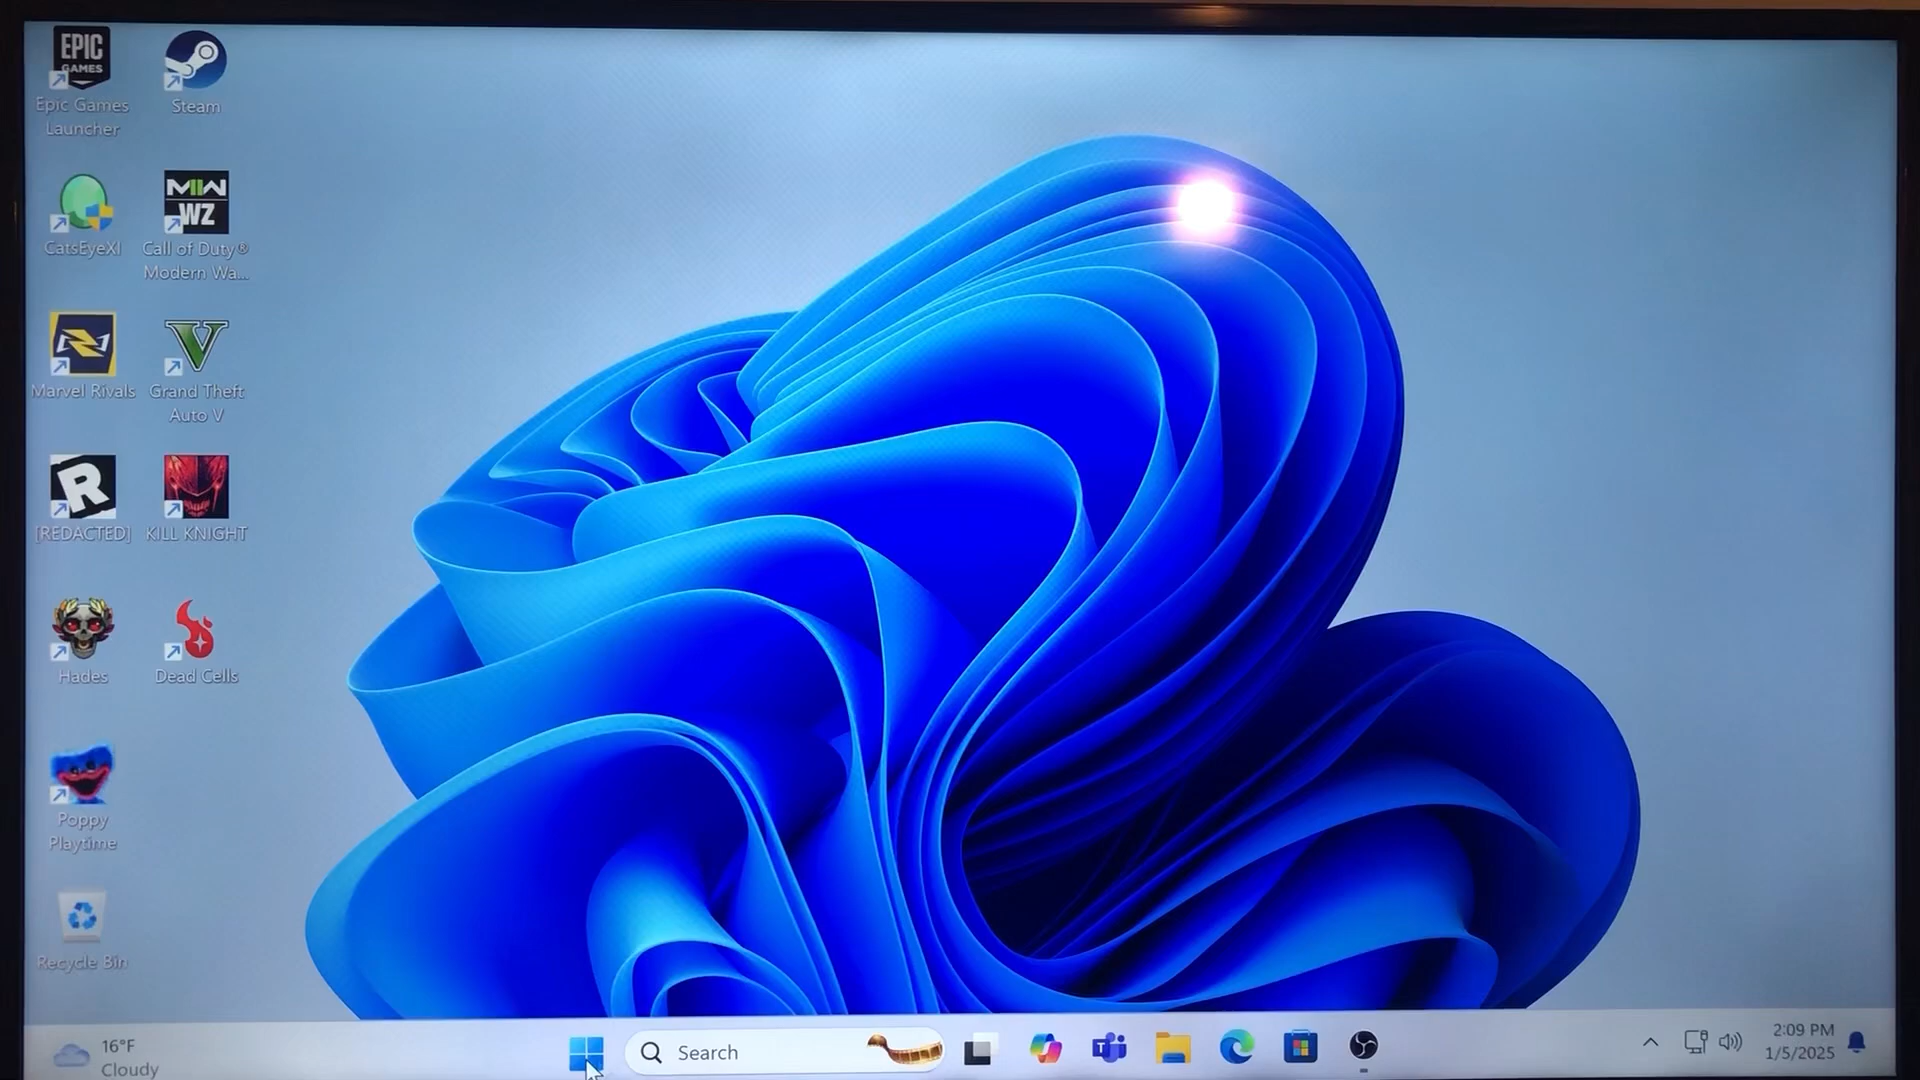 EPIC
GAMES
Epic Games
Launcher
Steam
CatsEyeXI
MW
WZ
Call of Duty®
Modern Wa...
Marvel Rivals
V
Grand Theft
Auto V
R
[REDACTED]
KILL KNIGHT
Hades
Dead Cells
Poppy
Playtime
Recycle Bin
16°F
Cloudy
Search
T
2:09 PM
1/5/2025